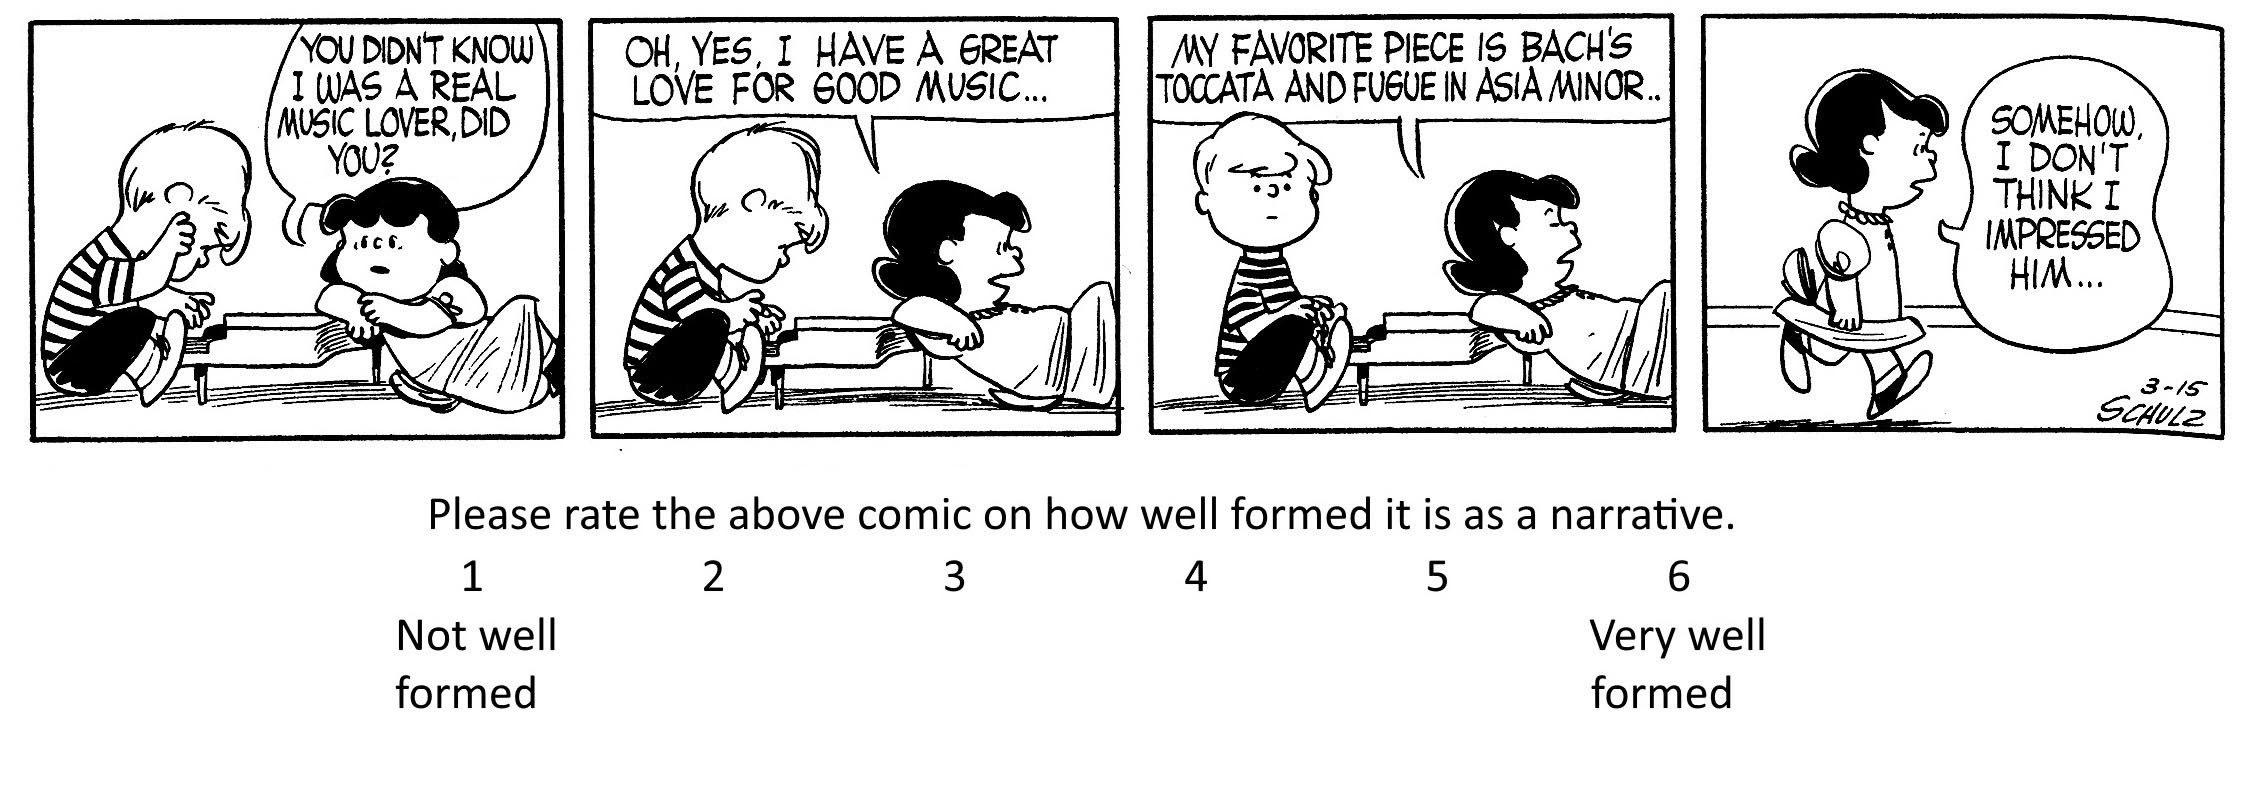 YOU DIDN'T KNOW
I WAS A REAL
MUSIC LOVER, DID
YOU?
OH, YES, I HAVE A GREAT
LOVE FOR GOOD MUSIC...
MY FAVORITE PIECE IS BACH'S
TOCCATA AND FUGUE IN ASIA MINOR..
SOMEHOW,
I DON'T
THINK I
IMPRESSED
HIM...
3-15
SCHULZ
Please rate the above comic on how well formed it is as a narrative.
1 2 3 4 5 6
Not well Very well
formed formed